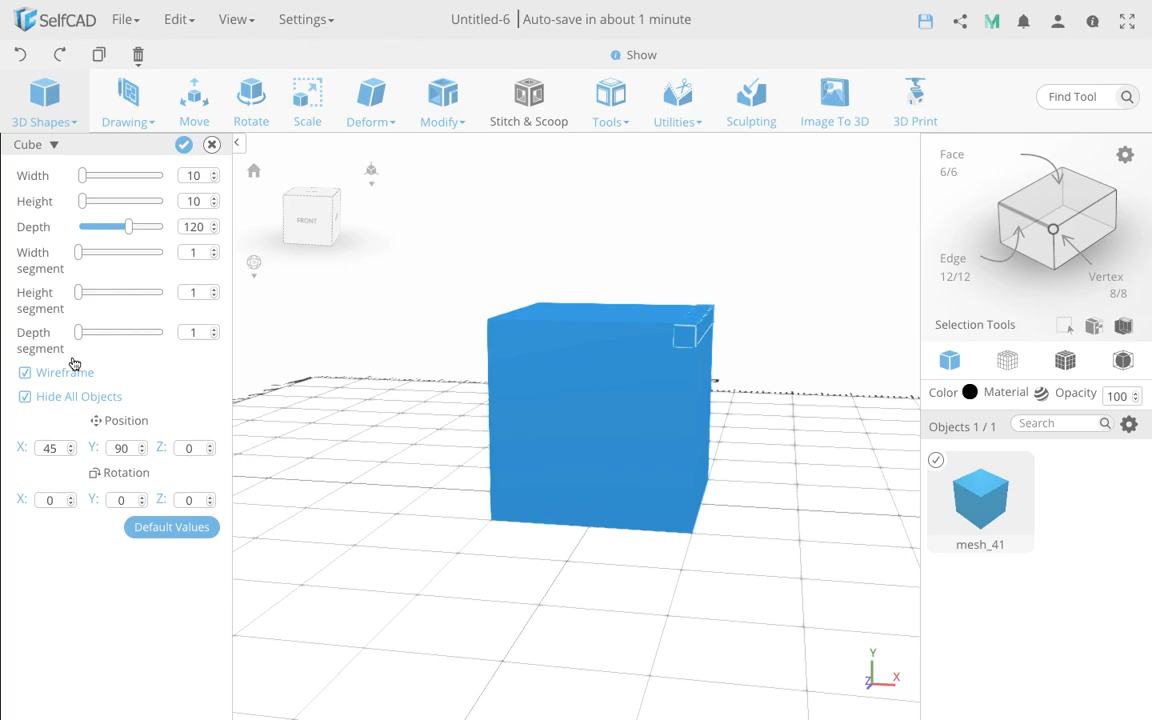 SelfCAD File Edit View Settings Untitled-6 | Auto-save in about 1 minute
Show
3D Shapes Drawing Move Rotate Scale Deform Modify Stitch & Scoop Tools Utilities Sculpting Image To 3D 3D Print Find Tool
Cube
Width 10
Height 10
Depth 120
Width segment 1
Height segment 1
Depth segment 1
Wireframe
Hide All Objects
Position
X: 45 Y: 90 Z: 0
Rotation
X: 0 Y: 0 Z: 0
Default Values
FRONT
Y
Z X
Face
6/6
Edge
12/12
Vertex
8/8
Selection Tools
Color Material Opacity 100
Objects 1 / 1 Search
mesh_41